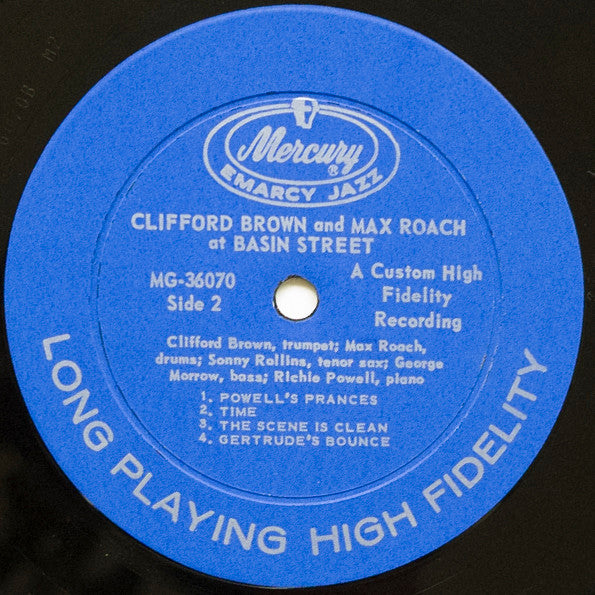 Mercury
®
EMARCY JAZZ
CLIFFORD BROWN and MAX ROACH
at BASIN STREET
MG-36070
Side 2
A Custom High
Fidelity
Recording
Clifford Brown, trumpet; Max Roach,
drums; Sonny Rollins, tenor sax; George
Morrow, bass; Richie Powell, piano
1. POWELL'S PRANCES
2. TIME
3. THE SCENE IS CLEAN
4. GERTRUDE'S BOUNCE
LONG PLAYING HIGH FIDELITY